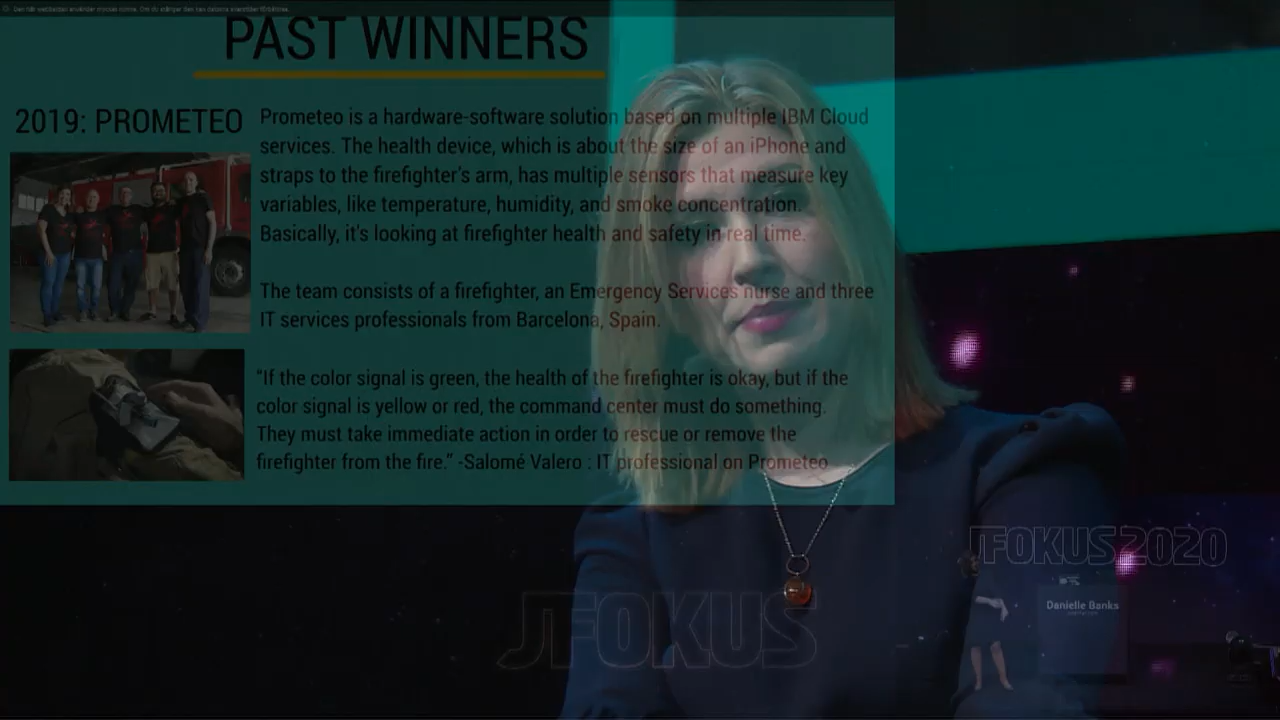 PAST WINNERS
2019: PROMETEO
Prometeo is a hardware-software solution based on multiple IBM Cloud
services. The health device, which is about the size of an iPhone and
straps to the firefighter's arm, has multiple sensors that measure key
variables, like temperature, humidity, and smoke concentration.
Basically, it's looking at firefighter health and safety in real time.
The team consists of a firefighter, an Emergency Services nurse and three
IT services professionals from Barcelona, Spain.
“If the color signal is green, the health of the firefighter is okay, but if the
color signal is yellow or red, the command center must do something.
They must take immediate action in order to rescue or remove the
firefighter from the fire.” -Salomé Valero : IT professional on Prometeo
JFOKUS 2020
Danielle Banks
JFOKUS